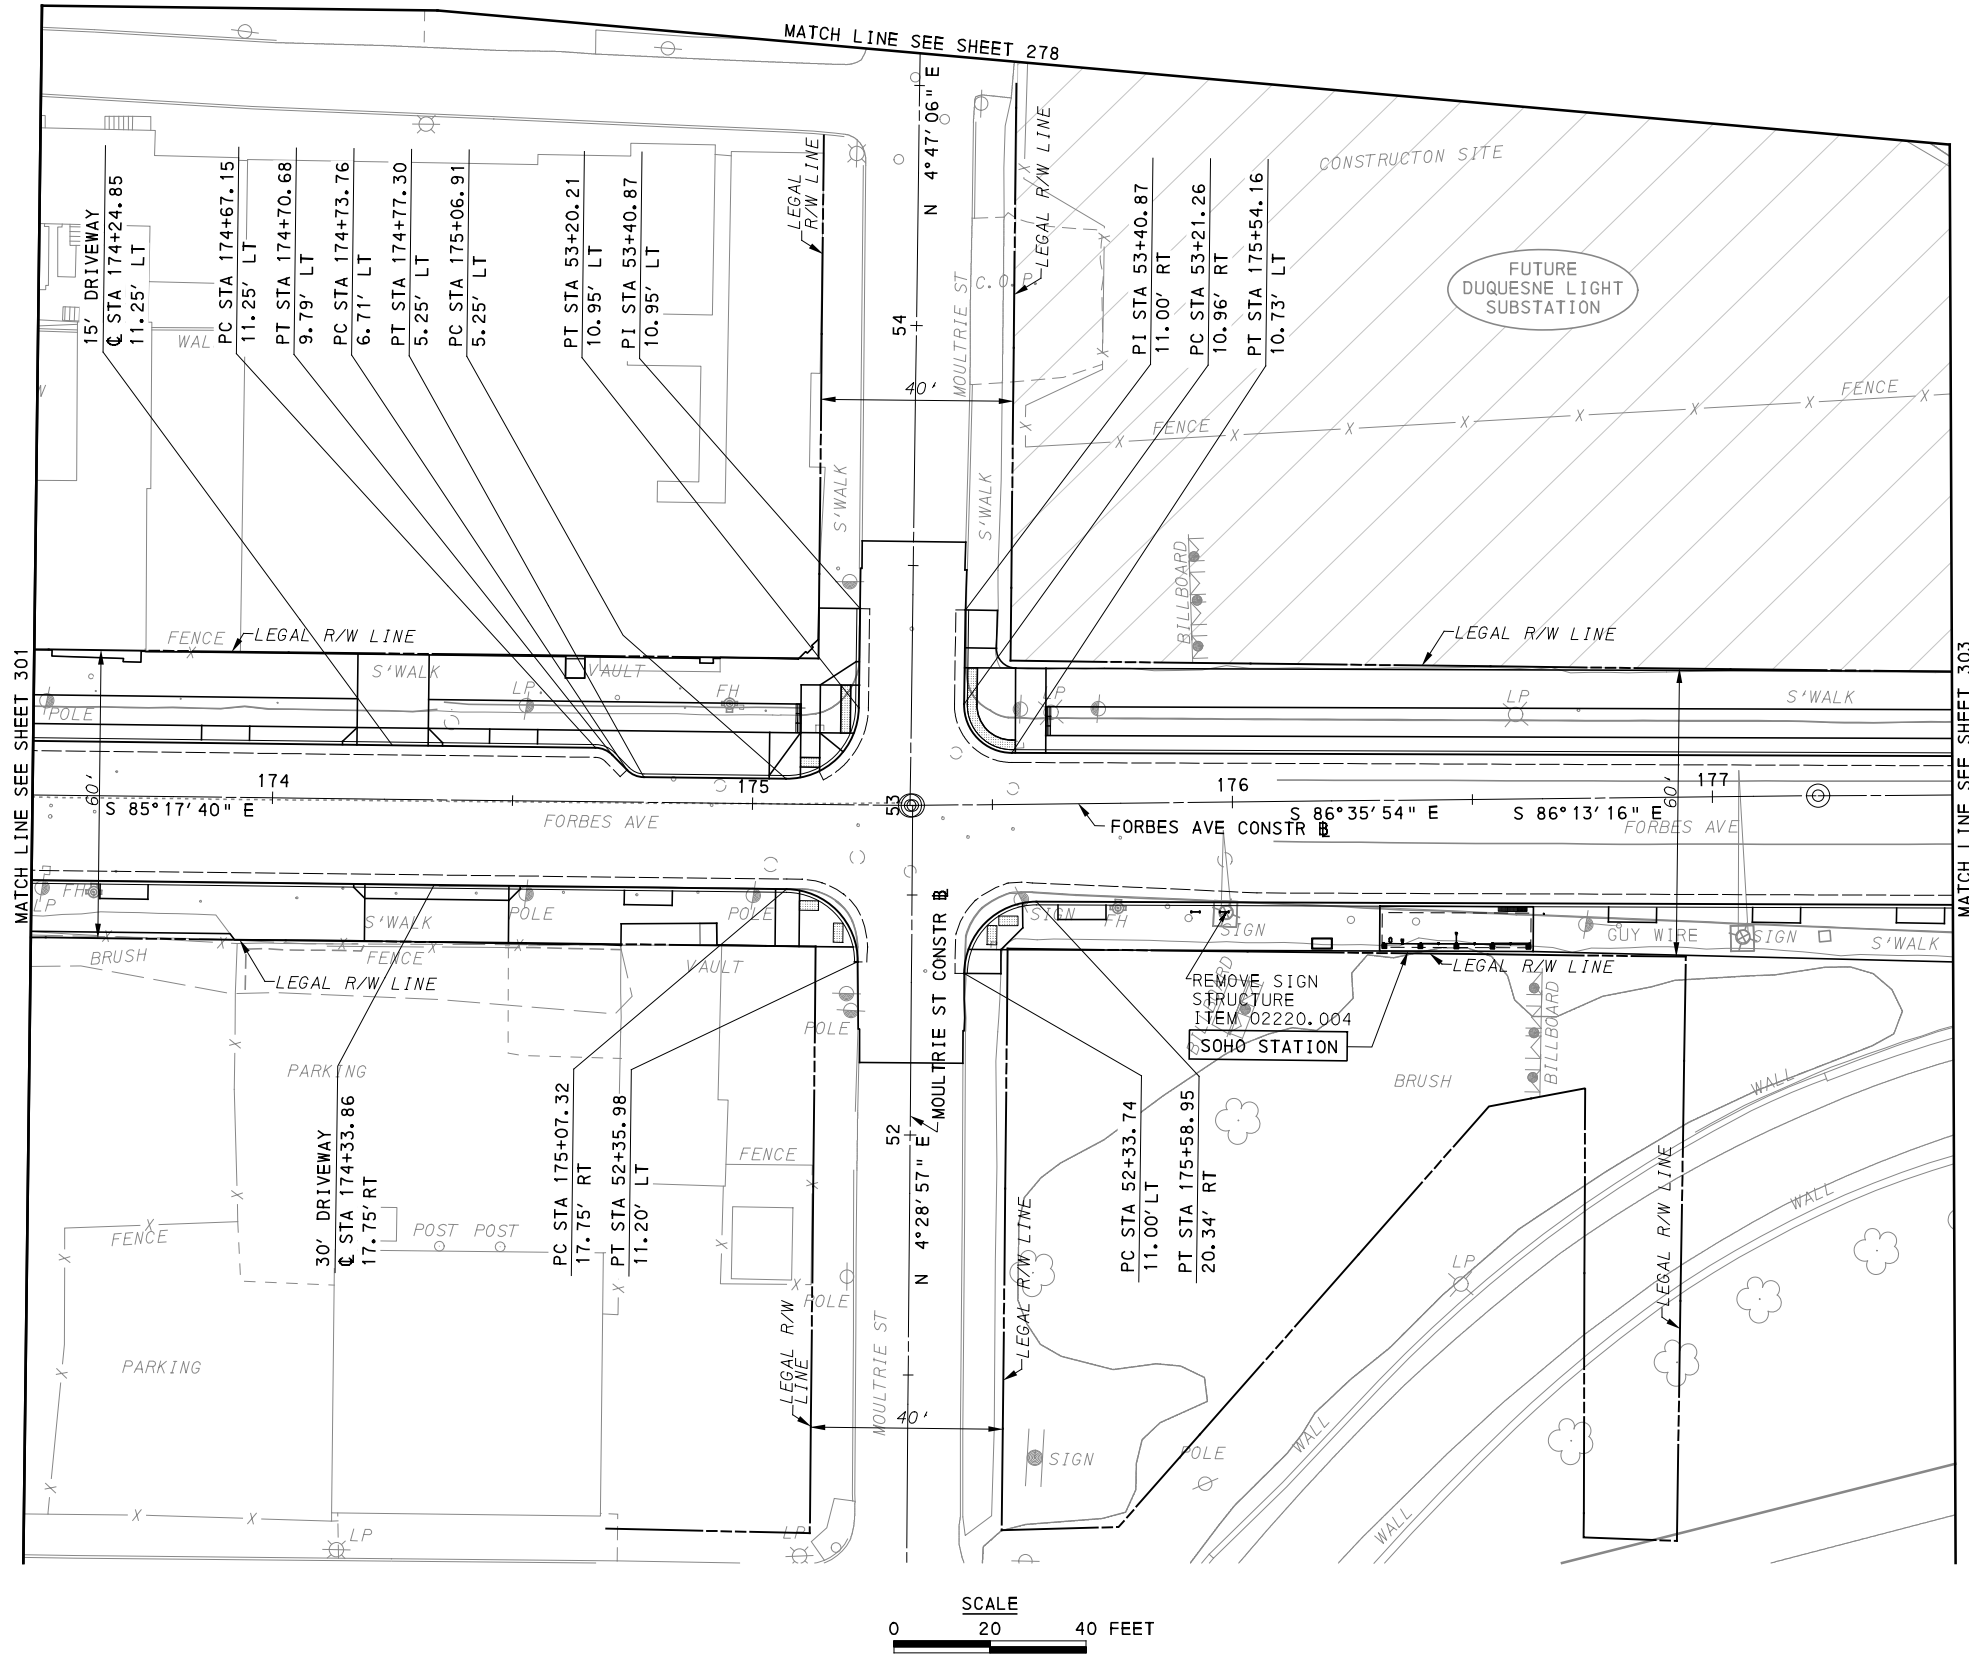 MATCH LINE SEE SHEET 278
N 4°47'06" E
LEGAL
R/W LINE
LEGAL R/W LINE
CONSTRUCTON SITE
15' DRIVEWAY
℄ STA 174+24.85
11.25' LT
PC STA 174+67.15
11.25' LT
PT STA 174+70.68
9.79' LT
PC STA 174+73.76
6.71' LT
PT STA 174+77.30
5.25' LT
PC STA 175+06.91
5.25' LT
PT STA 53+20.21
10.95' LT
PI STA 53+40.87
10.95' LT
PI STA 53+40.87
11.00' RT
PC STA 53+21.26
10.96' RT
PT STA 175+54.16
10.73' LT
FUTURE
DUQUESNE LIGHT
SUBSTATION
WAL
W
C.O.P.
MOULTRIE ST
54
40'
FENCE
FENCE
S'WALK
S'WALK
BILLBOARD
FENCE
LEGAL R/W LINE
LEGAL R/W LINE
S'WALK
VAULT
LP
FH
LP
LP
S'WALK
POLE
MATCH LINE SEE SHEET 301
MATCH LINE SEE SHEET 303
60'
174
175
176
177
60'
S 85°17'40" E
FORBES AVE
53
FORBES AVE CONSTR ℄
S 86°35'54" E
S 86°13'16" E
FORBES AVE
FH
LP
S'WALK
POLE
POLE
MOULTRIE ST CONSTR ℄
SIGN
FH
SIGN
GUY WIRE
SIGN
S'WALK
BRUSH
FENCE
VAULT
LEGAL R/W LINE
LEGAL R/W LINE
REMOVE SIGN
STRUCTURE
ITEM 02220.004
SOHO STATION
BILLBOARD
BILLBOARD
POLE
PARKING
BRUSH
WALL
30' DRIVEWAY
℄ STA 174+33.86
17.75' RT
PC STA 175+07.32
17.75' RT
PT STA 52+35.98
11.20' LT
52
N 4°28'57" E
PC STA 52+33.74
11.00' LT
PT STA 175+58.95
20.34' RT
FENCE
WALL
LEGAL R/W LINE
FENCE
POST POST
LP
POLE
LEGAL R/W
LINE
LEGAL R/W LINE
MOULTRIE ST
PARKING
40'
SIGN
POLE
WALL
WALL
LP
LP
SCALE
0 20 40 FEET